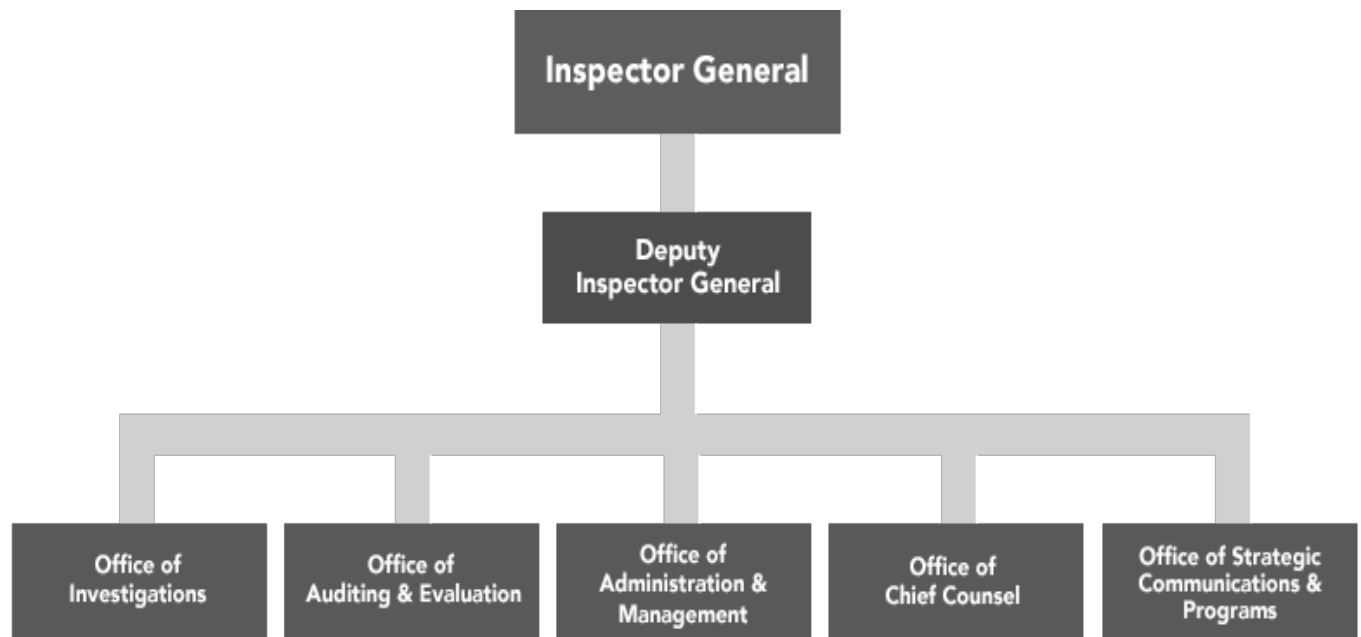 Inspector General
Deputy
Inspector General
Office of
Investigations
Office of
Auditing & Evaluation
Office of
Administration &
Management
Office of
Chief Counsel
Office of Strategic
Communications &
Programs